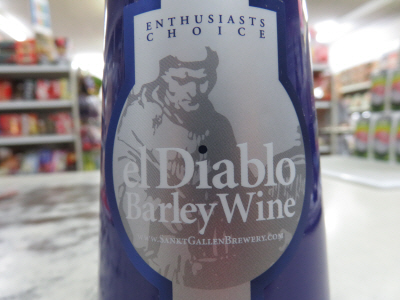 ENTHUSIASTS
CHOICE
el Diablo
Barley Wine
WWW.SANKTGALLENBREWERY.COM